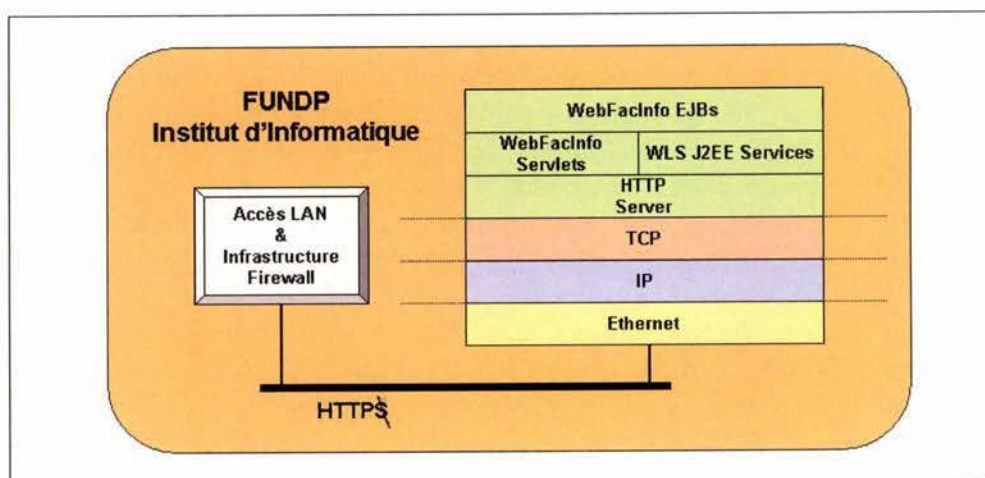 FUNDP
Institut d'Informatique
Accès LAN
&
Infrastructure
Firewall
WebFacInfo EJBs
WebFacInfo
Servlets
WLS J2EE Services
HTTP
Server
TCP
IP
Ethernet
HTTPS